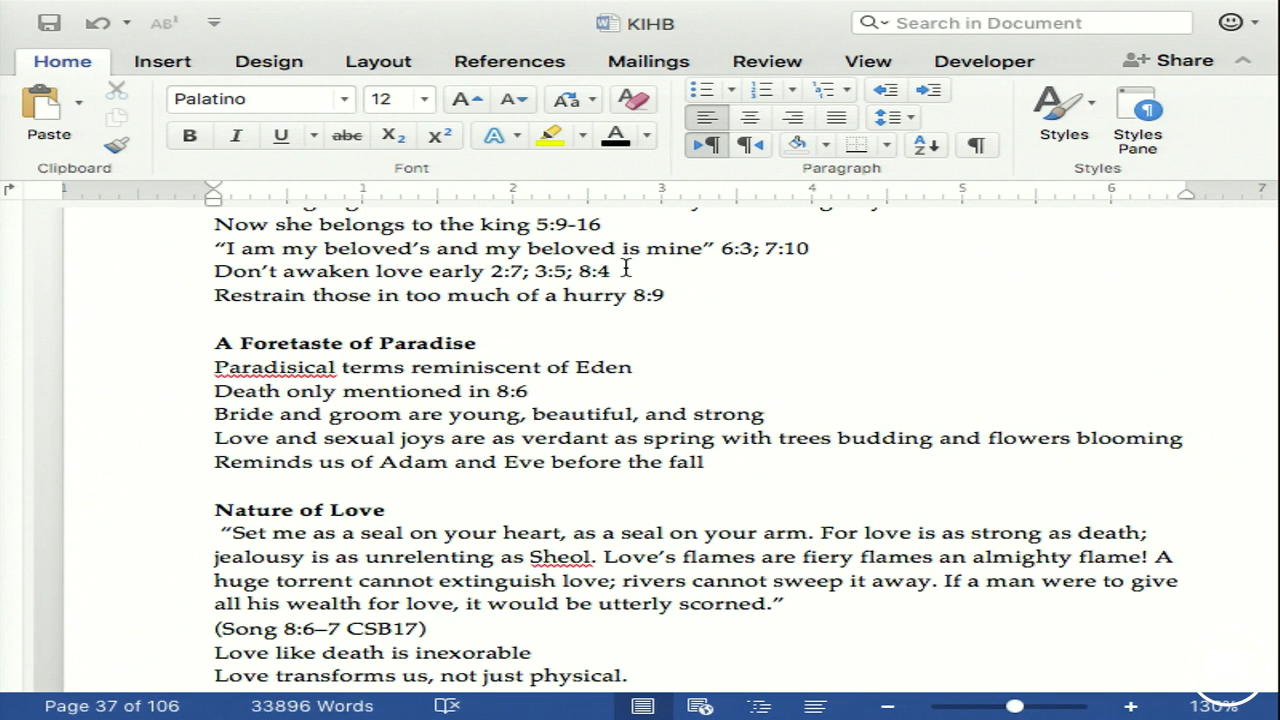 KIHB
Search in Document
Home Insert Design Layout References Mailings Review View Developer Share
Paste
Palatino
12
Styles
Styles Pane
Clipboard
Font
Paragraph
Styles
1 1 2 3 4 5 6 7
Now she belongs to the king 5:9-16
“I am my beloved’s and my beloved is mine” 6:3; 7:10
Don’t awaken love early 2:7; 3:5; 8:4
Restrain those in too much of a hurry 8:9
A Foretaste of Paradise
Paradisical terms reminiscent of Eden
Death only mentioned in 8:6
Bride and groom are young, beautiful, and strong
Love and sexual joys are as verdant as spring with trees budding and flowers blooming
Reminds us of Adam and Eve before the fall
Nature of Love
“Set me as a seal on your heart, as a seal on your arm. For love is as strong as death;
jealousy is as unrelenting as Sheol. Love’s flames are fiery flames an almighty flame! A
huge torrent cannot extinguish love; rivers cannot sweep it away. If a man were to give
all his wealth for love, it would be utterly scorned.”
(Song 8:6–7 CSB17)
Love like death is inexorable
Love transforms us, not just physical.
Page 37 of 106 33896 Words 130%